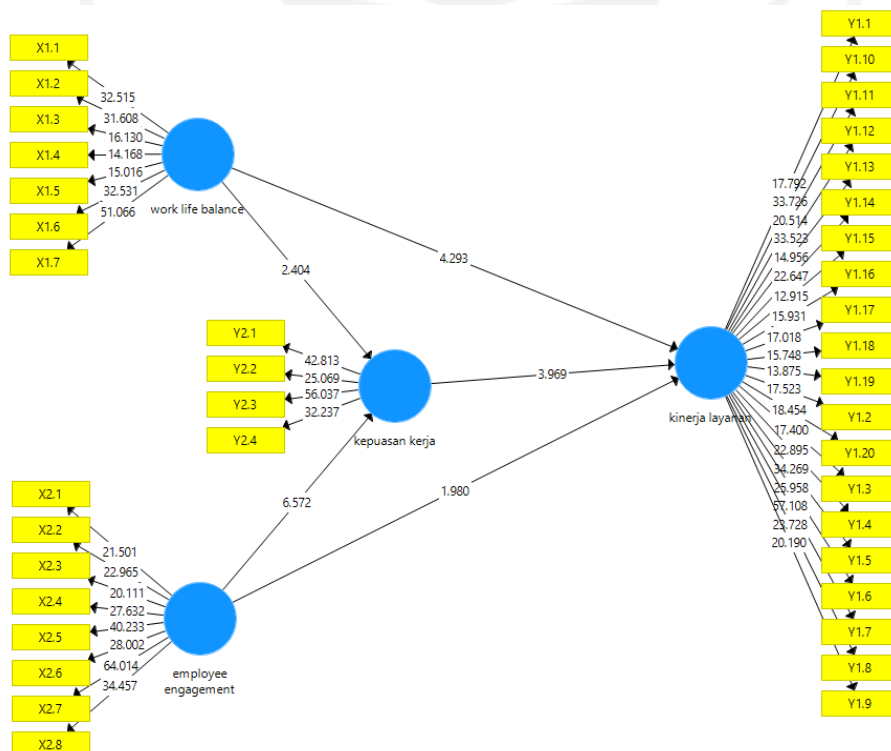 X1.1
X1.2
X1.3
X1.4
X1.5
X1.6
X1.7
32.515
31.608
16.130
14.168
15.016
32.531
51.066
work life balance
2.404
4.293
Y2.1
Y2.2
Y2.3
Y2.4
42.813
25.069
56.037
32.237
kepuasan kerja
3.969
6.572
1.980
X2.1
X2.2
X2.3
X2.4
X2.5
X2.6
X2.7
X2.8
21.501
22.965
20.111
27.632
40.233
28.002
64.014
34.457
employee
engagement
kinerja layanan
17.792
33.726
20.514
33.523
14.956
22.647
12.915
15.931
17.018
15.748
13.875
17.523
18.454
17.400
22.895
34.269
25.958
57.108
23.728
20.190
Y1.1
Y1.10
Y1.11
Y1.12
Y1.13
Y1.14
Y1.15
Y1.16
Y1.17
Y1.18
Y1.19
Y1.2
Y1.20
Y1.3
Y1.4
Y1.5
Y1.6
Y1.7
Y1.8
Y1.9